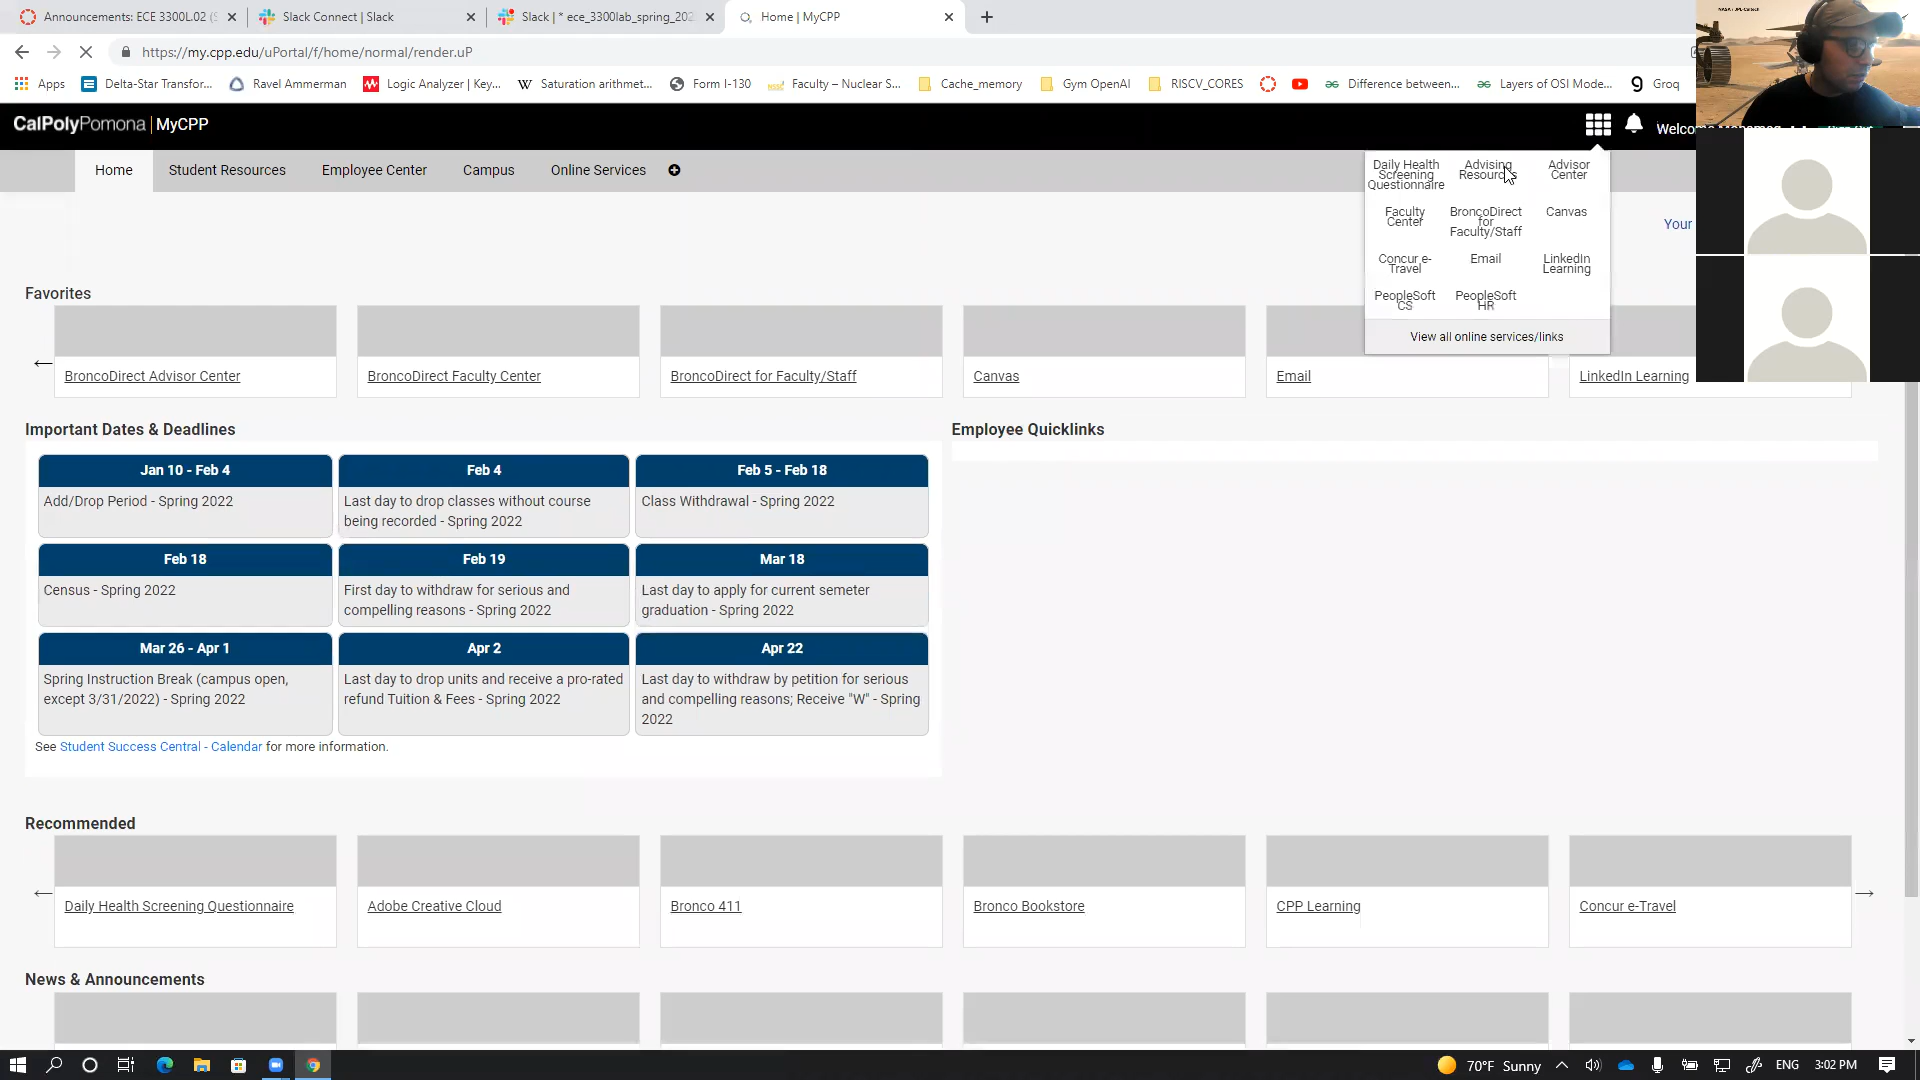 Announcements: ECE 3300L.02 (S
Slack Connect | Slack
Slack | * ece_3300lab_spring_202
Home | MyCPP
NASA / JPL-Caltech
https://my.cpp.edu/uPortal/f/home/normal/render.uP
Apps
Delta-Star Transfor...
Ravel Ammerman
Logic Analyzer | Key...
Saturation arithmet...
Form I-130
Faculty – Nuclear S...
Cache_memory
Gym OpenAI
RISCV_CORES
Difference between...
Layers of OSI Mode...
Groq
CalPolyPomona | MyCPP
Home
Student Resources
Employee Center
Campus
Online Services
Daily Health
Screening
Questionnaire
Advising
Resources
Advisor
Center
Faculty
Center
BroncoDirect
for
Faculty/Staff
Canvas
Concur e-
Travel
Email
LinkedIn
Learning
PeopleSoft
CS
PeopleSoft
HR
View all online services/links
Your
Favorites
BroncoDirect Advisor Center
BroncoDirect Faculty Center
BroncoDirect for Faculty/Staff
Canvas
Email
LinkedIn Learning
Important Dates & Deadlines
Jan 10 - Feb 4
Add/Drop Period - Spring 2022
Feb 4
Last day to drop classes without course
being recorded - Spring 2022
Feb 5 - Feb 18
Class Withdrawal - Spring 2022
Feb 18
Census - Spring 2022
Feb 19
First day to withdraw for serious and
compelling reasons - Spring 2022
Mar 18
Last day to apply for current semeter
graduation - Spring 2022
Mar 26 - Apr 1
Spring Instruction Break (campus open,
except 3/31/2022) - Spring 2022
Apr 2
Last day to drop units and receive a pro-rated
refund Tuition & Fees - Spring 2022
Apr 22
Last day to withdraw by petition for serious
and compelling reasons; Receive "W" - Spring
2022
See Student Success Central - Calendar for more information.
Employee Quicklinks
Recommended
Daily Health Screening Questionnaire
Adobe Creative Cloud
Bronco 411
Bronco Bookstore
CPP Learning
Concur e-Travel
News & Announcements
70°F Sunny
ENG
3:02 PM